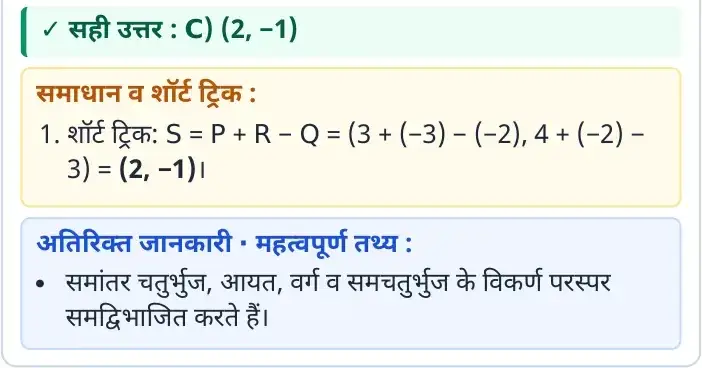 ✓ सही उत्तर : C) (2, −1)
समाधान व शॉर्ट ट्रिक :
1. शॉर्ट ट्रिक: S = P + R − Q = (3 + (−3) − (−2), 4 + (−2) −
3) = (2, −1)।
अतिरिक्त जानकारी · महत्वपूर्ण तथ्य :
• समांतर चतुर्भुज, आयत, वर्ग व समचतुर्भुज के विकर्ण परस्पर
समद्विभाजित करते हैं।